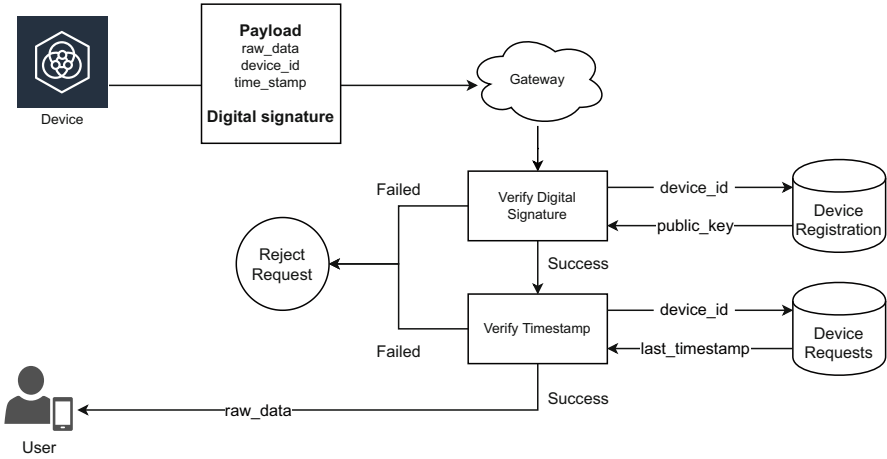 Payload
raw_data
device_id
time_stamp
Digital signature
Device
Gateway
Verify Digital
Signature
device_id
public_key
Device
Registration
Failed
Reject
Request
Success
Verify Timestamp
device_id
last_timestamp
Device
Requests
Failed
Success
raw_data
User